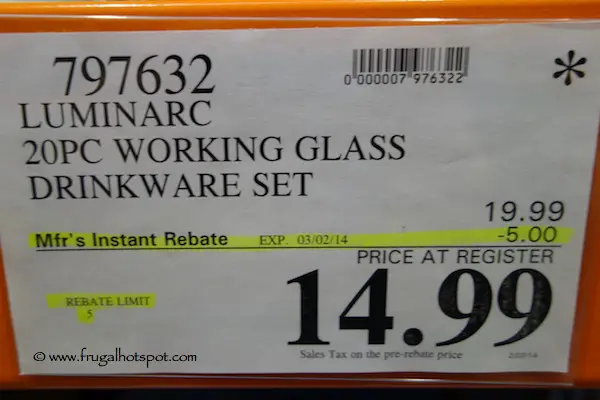 797632
0 000007 976322
*
LUMINARC
20PC WORKING GLASS
DRINKWARE SET
19.99
Mfr's Instant Rebate EXP. 03/02/14 -5.00
PRICE AT REGISTER
14.99
REBATE LIMIT
5
Sales Tax on the pre-rebate price
© www.frugalhotspot.com